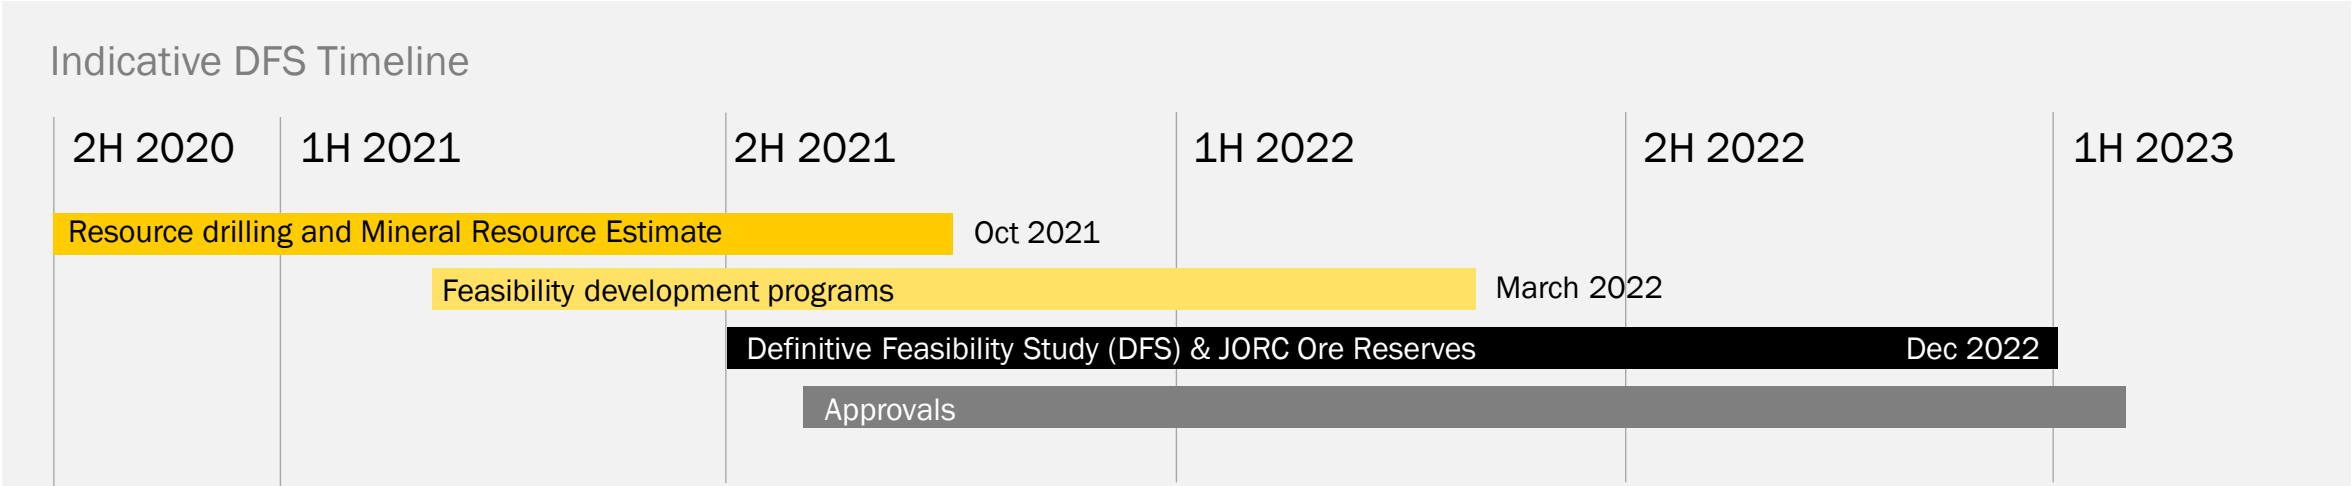 Indicative DFS Timeline
2H 2020 1H 2021 2H 2021 1H 2022 2H 2022 1H 2023
Resource drilling and Mineral Resource Estimate Oct 2021
Feasibility development programs March 2022
Definitive Feasibility Study (DFS) & JORC Ore Reserves Dec 2022
Approvals